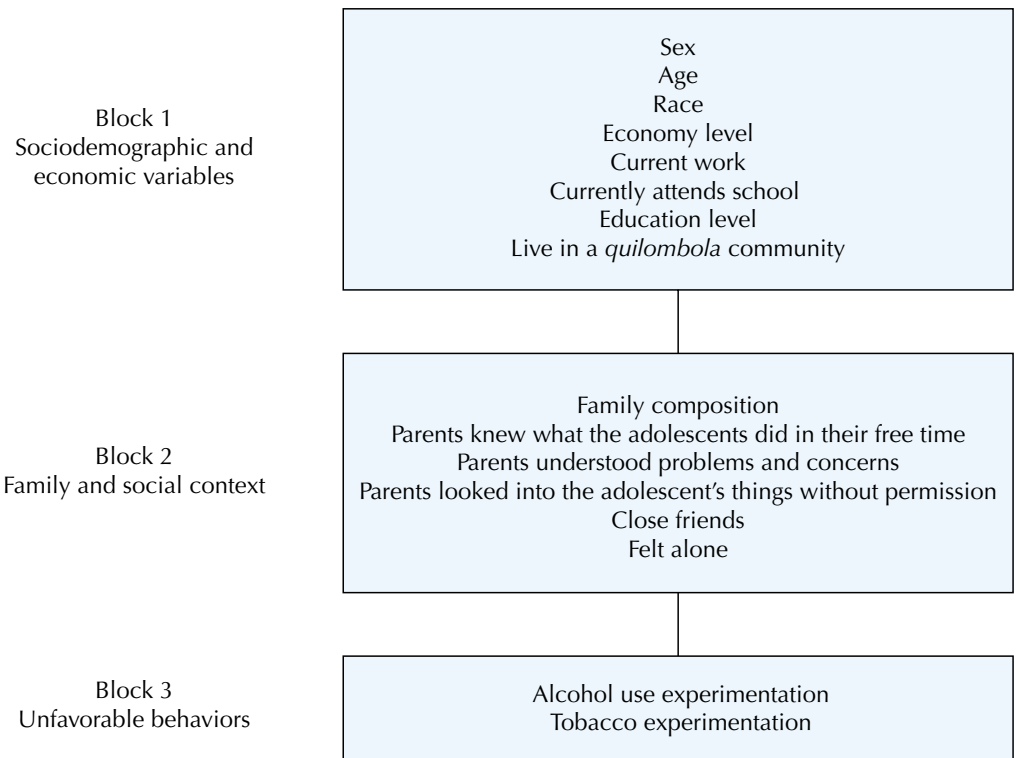 Block 1
Sociodemographic and
economic variables
Sex
Age
Race
Economy level
Current work
Currently attends school
Education level
Live in a quilombola community
Block 2
Family and social context
Family composition
Parents knew what the adolescents did in their free time
Parents understood problems and concerns
Parents looked into the adolescent’s things without permission
Close friends
Felt alone
Block 3
Unfavorable behaviors
Alcohol use experimentation
Tobacco experimentation